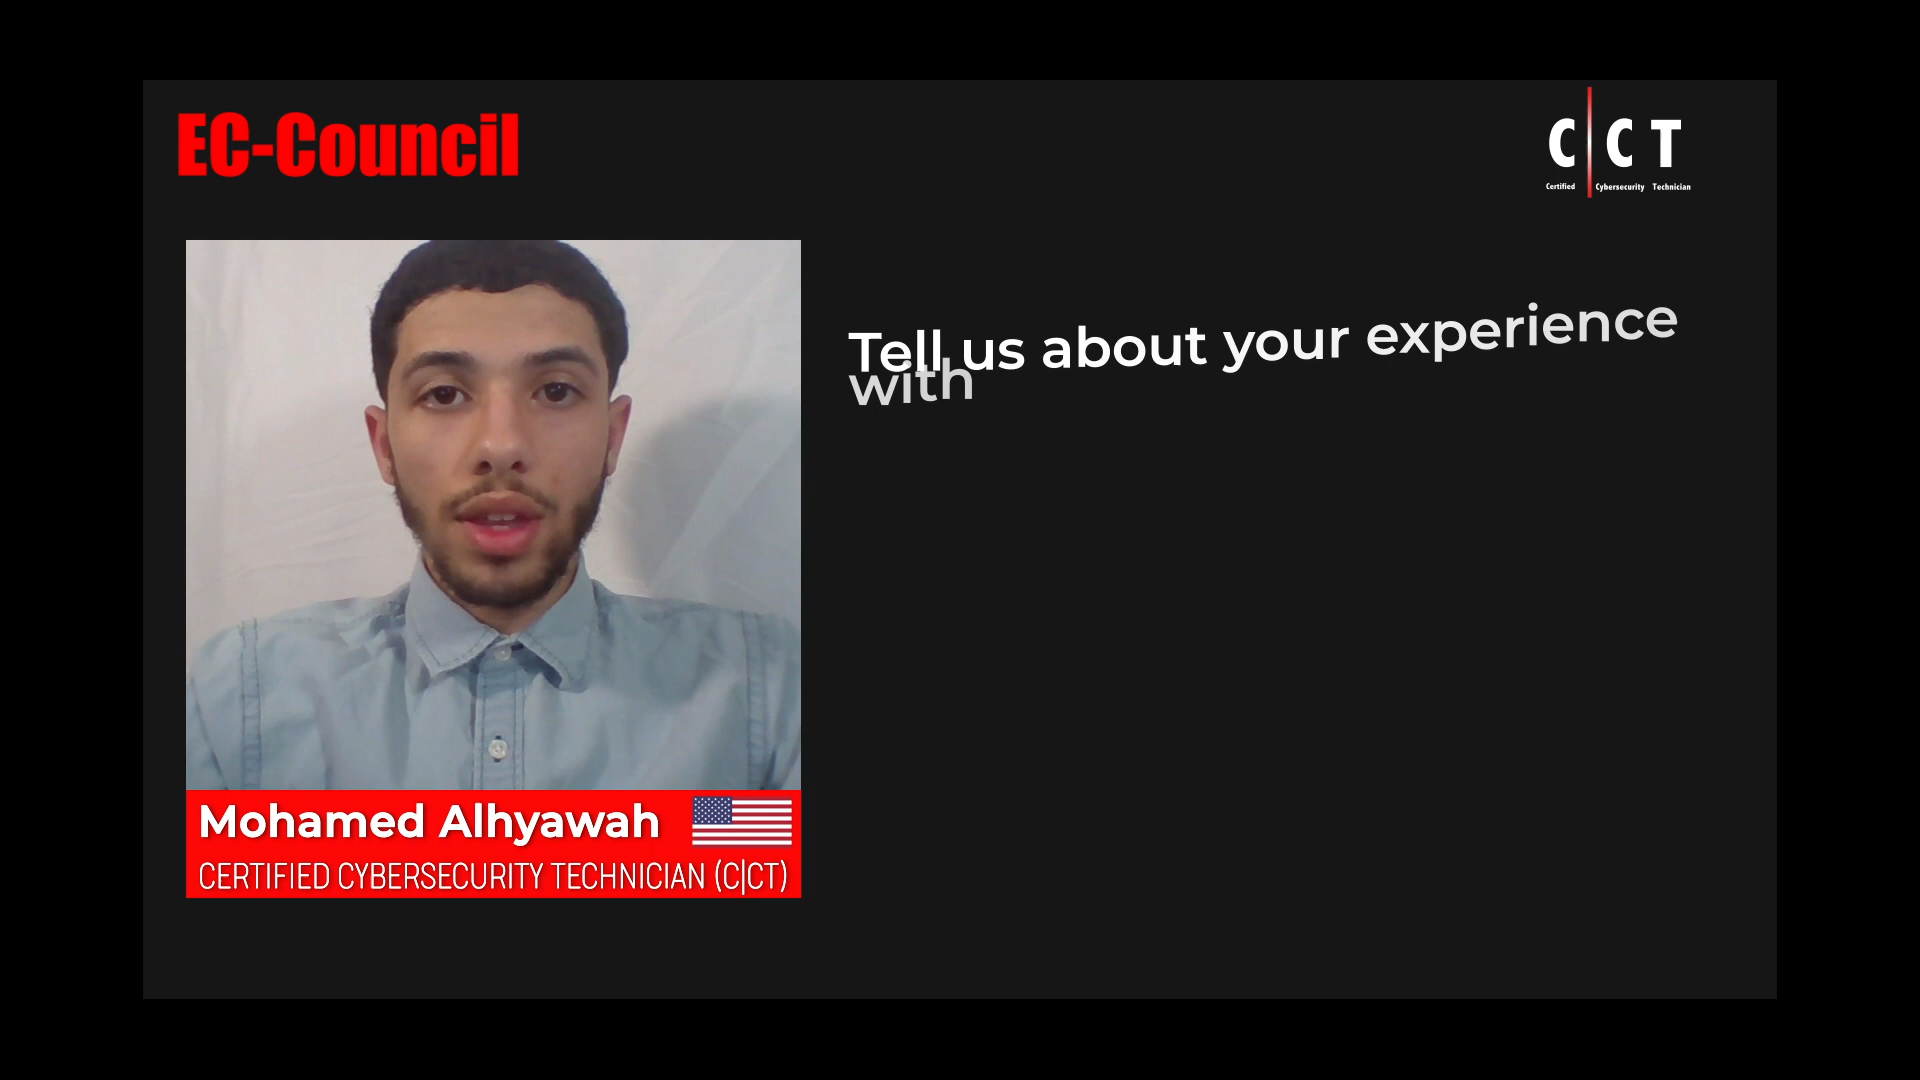 EC-Council
C|CT
Certified Cybersecurity Technician
Tell us about your experience
with
Mohamed Alhyawah
CERTIFIED CYBERSECURITY TECHNICIAN (C|CT)